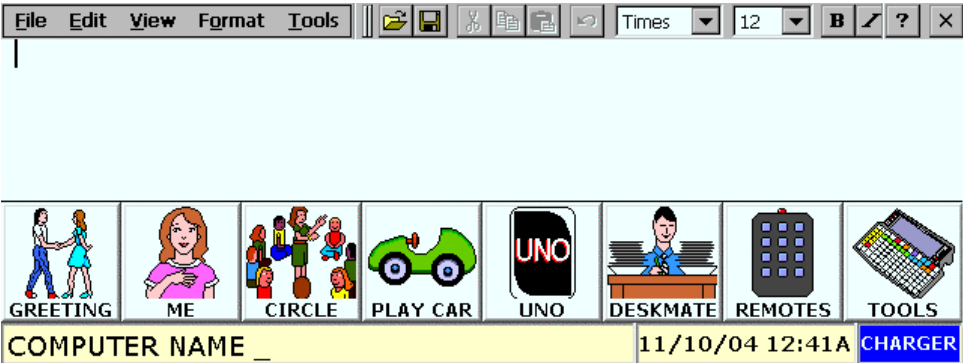 File Edit View Format Tools Times 12 B I ? X
UNO
GREETING ME CIRCLE PLAY CAR UNO DESKMATE REMOTES TOOLS
COMPUTER NAME _ 11/10/04 12:41A CHARGER